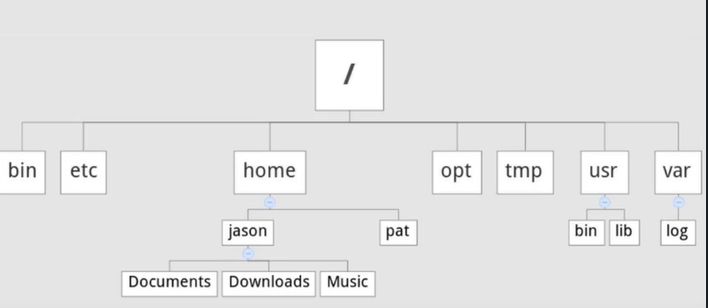 /
bin etc home opt tmp usr var
jason pat bin lib log
Documents Downloads Music